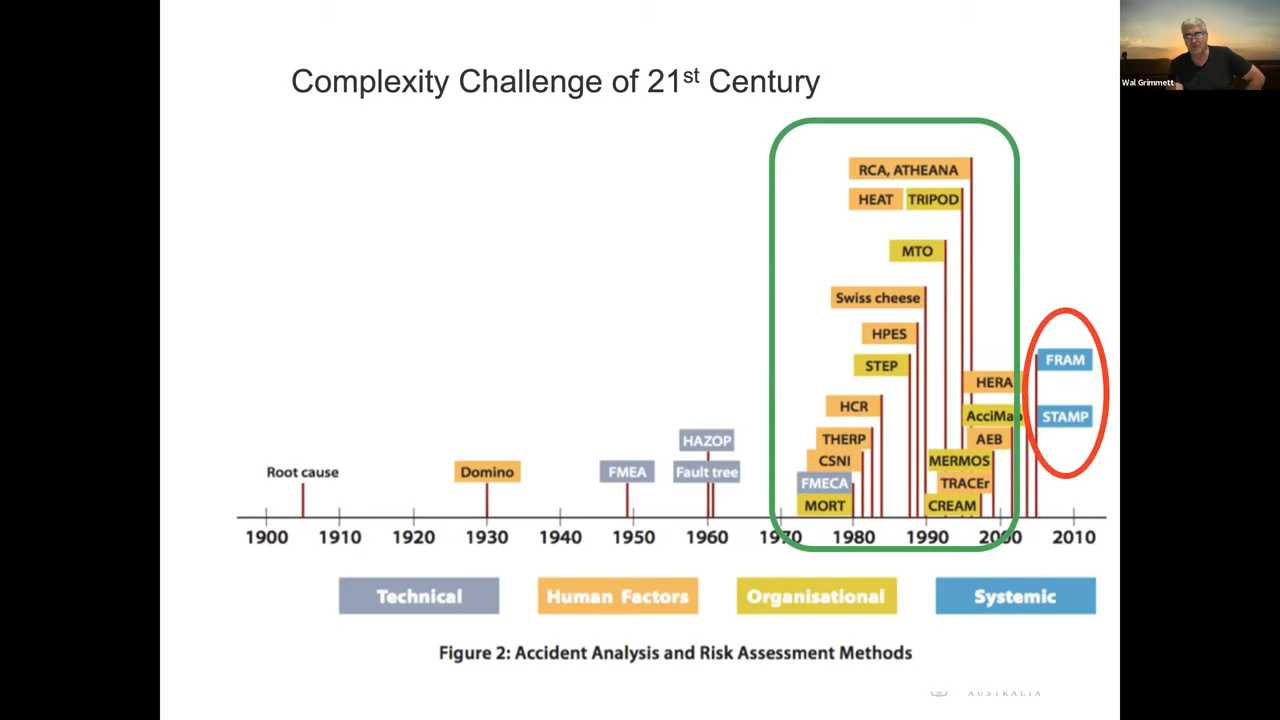 Complexity Challenge of 21st Century
Wal Grimmett
RCA, ATHEANA
HEAT TRIPOD
MTO
Swiss cheese
HPES
STEP
FRAM
HERA
HCR
AcciMap STAMP
HAZOP THERP AEB
CSNI MERMOS
Root cause Domino FMEA Fault tree
FMECA TRACEr
MORT CREAM
1900 1910 1920 1930 1940 1950 1960 1970 1980 1990 2000 2010
Technical Human Factors Organisational Systemic
Figure 2: Accident Analysis and Risk Assessment Methods
AUSTRALIA